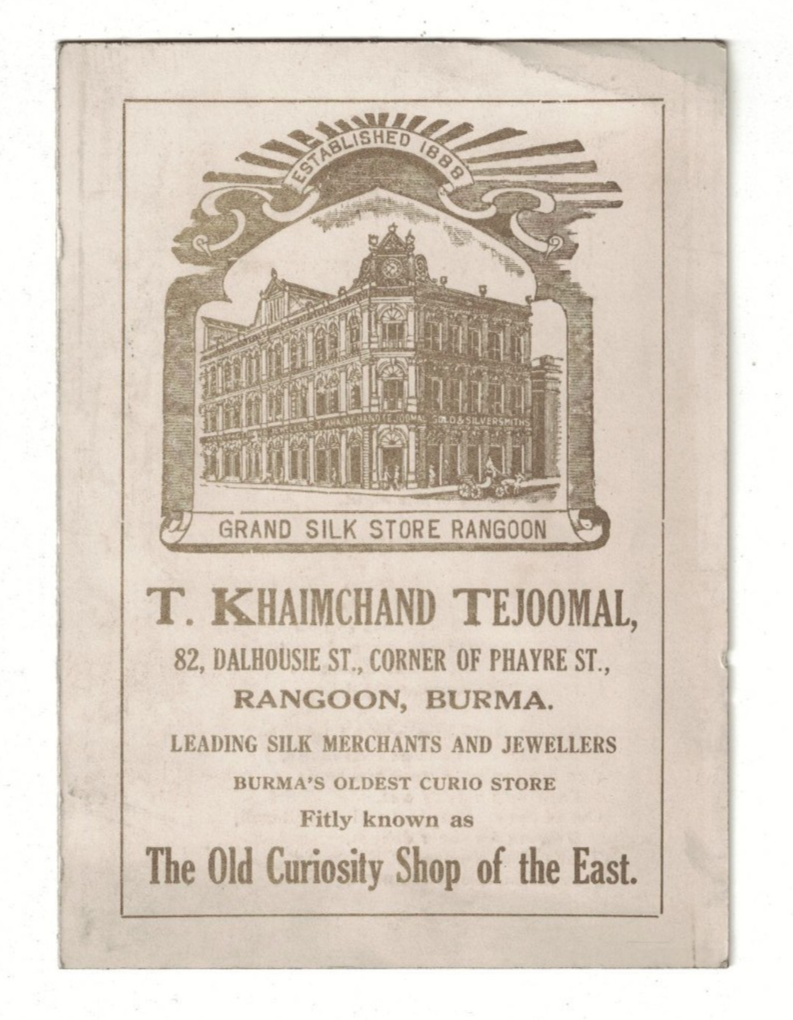 ESTABLISHED 1888
KHAIMCHAND TEJOOMAL GOLD & SILVERSMITHS
GRAND SILK STORE RANGOON
T. KHAIMCHAND TEJOOMAL,
82, DALHOUSIE ST., CORNER OF PHAYRE ST.,
RANGOON, BURMA.
LEADING SILK MERCHANTS AND JEWELLERS
BURMA'S OLDEST CURIO STORE
Fitly known as
The Old Curiosity Shop of the East.